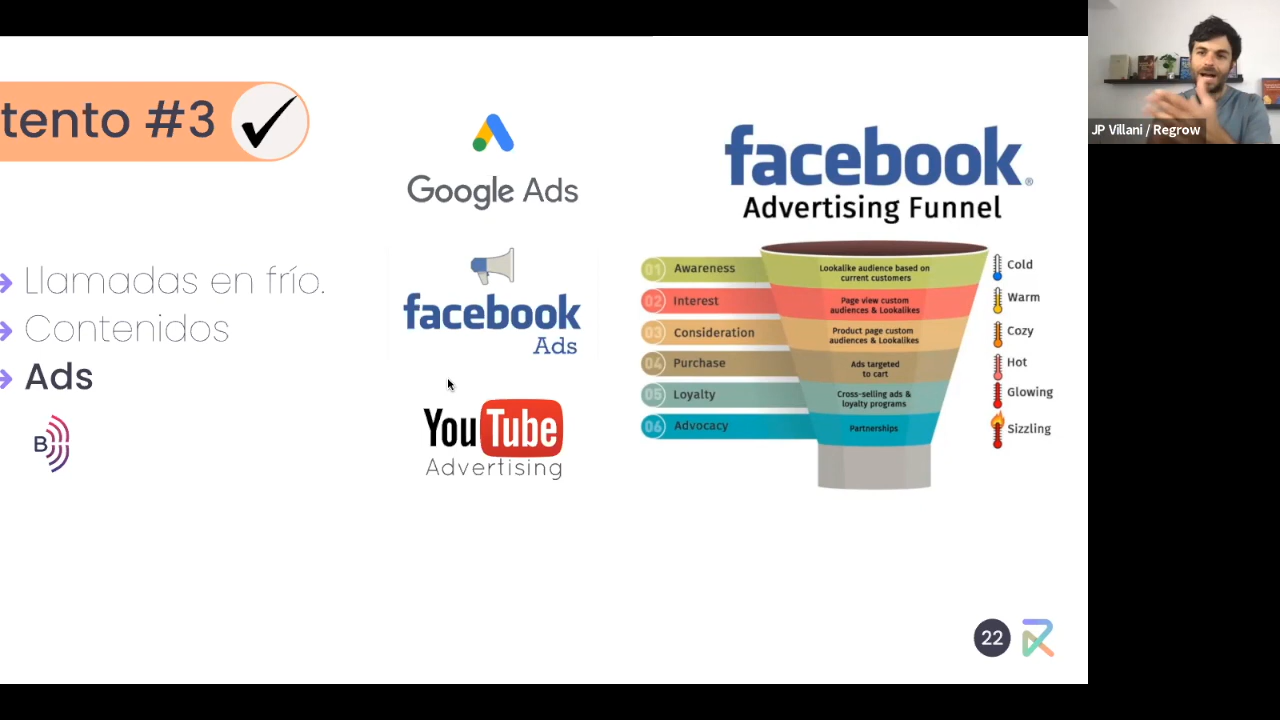 tento #3
Llamadas en frío.
Contenidos
Ads
B
Google Ads
facebook
Ads
YouTube
Advertising
facebook®
Advertising Funnel
01 Awareness
Lookalike audience based on
current customers
Cold
02 Interest
Page view custom
audiences & Lookalikes
Warm
03 Consideration
Product page custom
audiences & Lookalikes
Cozy
04 Purchase
Ads targeted
to cart
Hot
05 Loyalty
Cross-selling ads &
loyalty programs
Glowing
06 Advocacy
Partnerships
Sizzling
22
JP Villani / Regrow